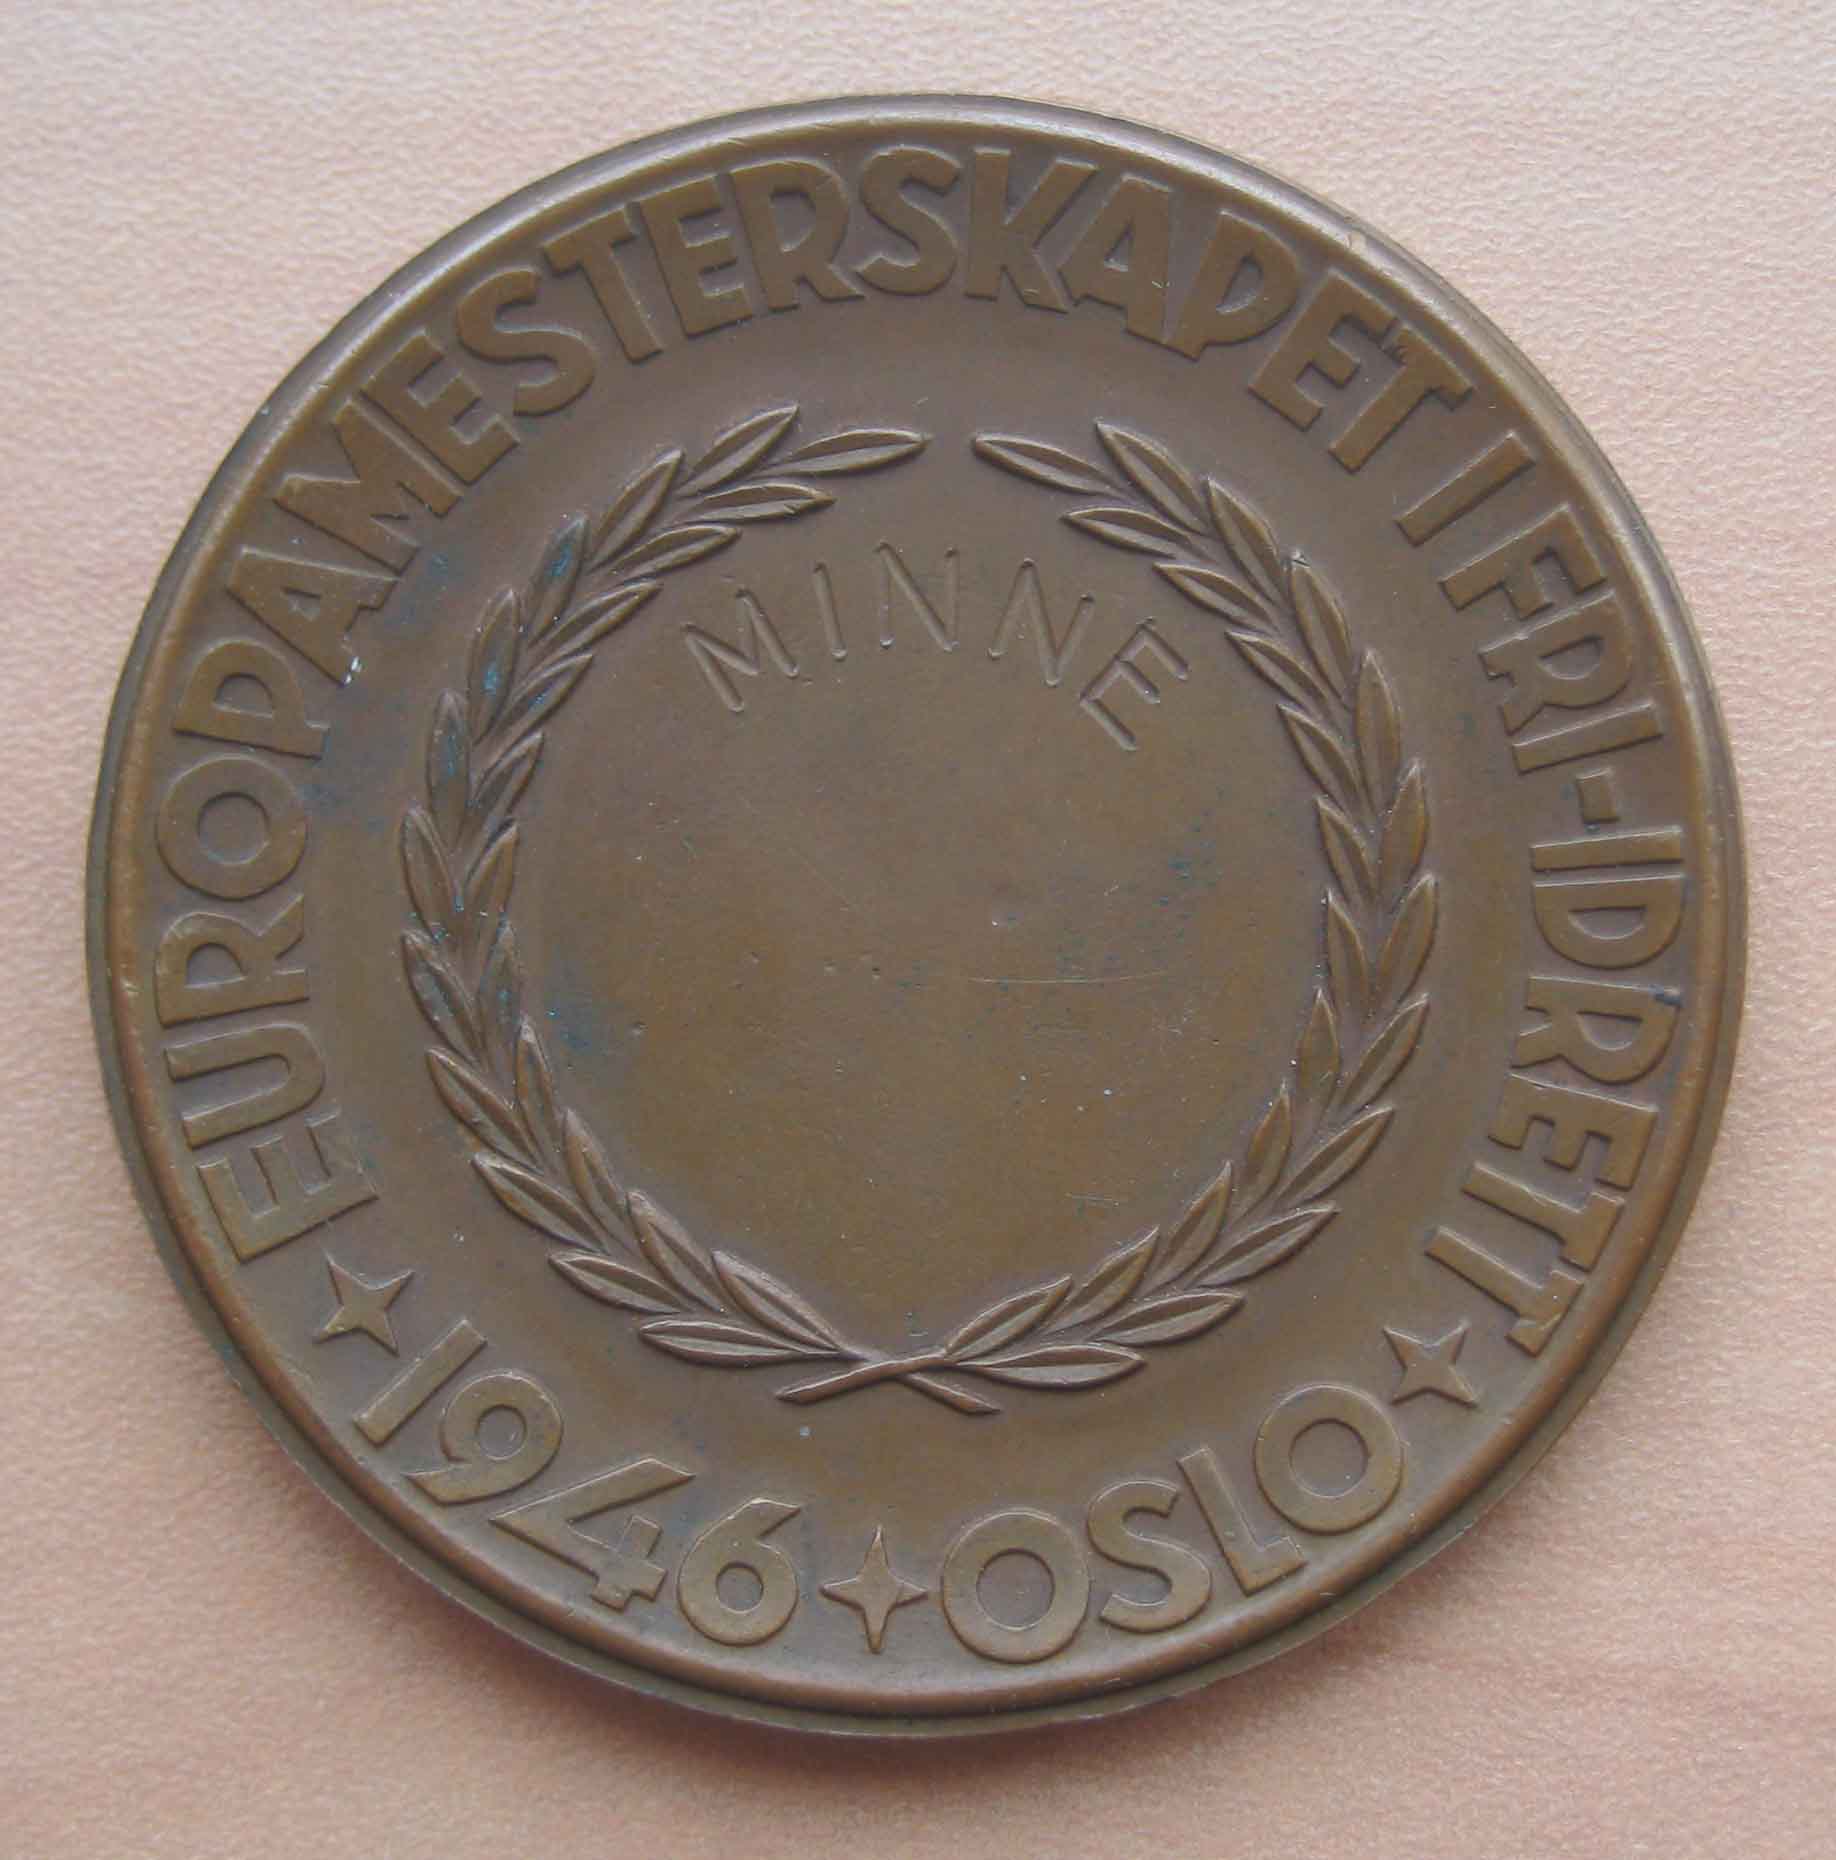 EUROPAMESTERSKAPET I FRI-IDRETT
OSLO
1946
MINNE